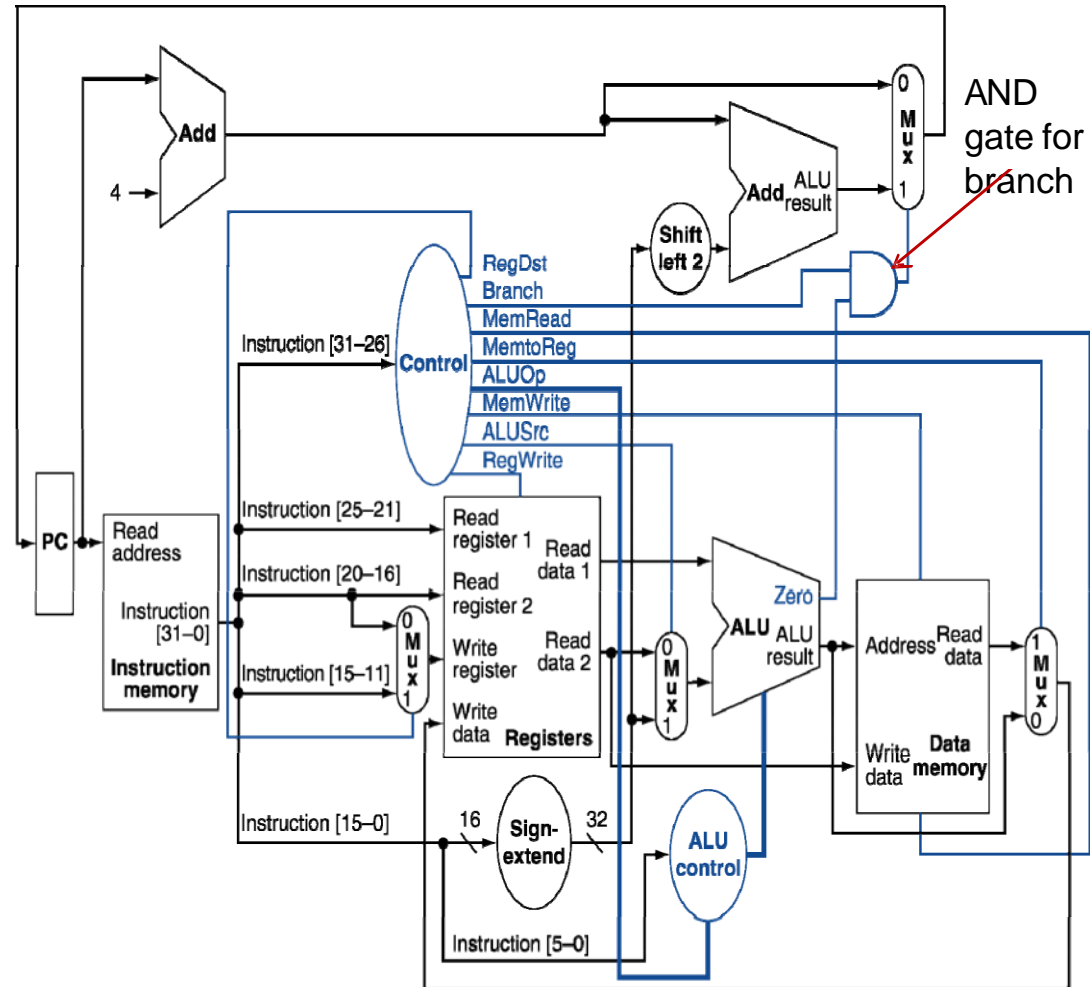 0
M
u
x
1
AND
gate for
branch
Add
4
Add
ALU
result
Shift
left 2
RegDst
Branch
MemRead
MemtoReg
ALUOp
MemWrite
ALUSrc
RegWrite
Instruction [31–26]
Control
PC
Read
address
Instruction
[31–0]
Instruction
memory
Instruction [25–21]
Instruction [20–16]
Instruction [15–11]
0
M
u
x
1
Read
register 1
Read
register 2
Write
register
Write
data
Read
data 1
Read
data 2
Registers
0
M
u
x
1
Zero
ALU
ALU
result
Address
Read
data
Write
data
Data
memory
1
M
u
x
0
Instruction [15–0]
16
Sign-
extend
32
ALU
control
Instruction [5–0]